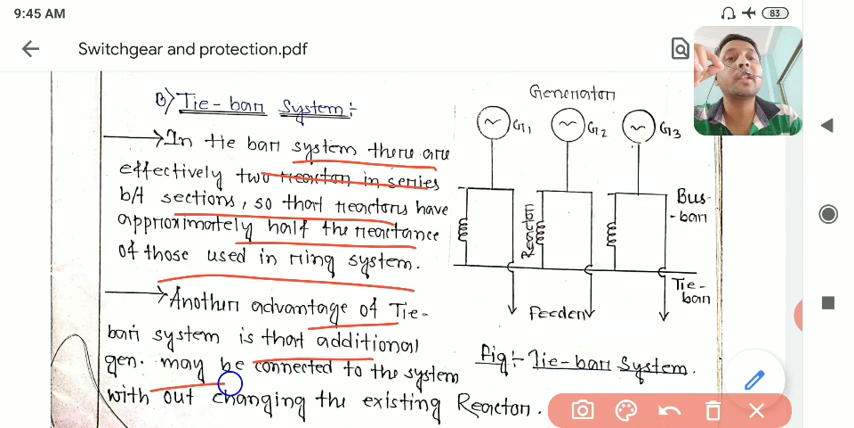 9:45 AM
83
Switchgear and protection.pdf
B) Tie-bar System:-
→ In tie bar system there are
effectively two reactor in series
b/t sections, so that reactors have
approximately half the reactance
of those used in ring system.
→ Another advantage of Tie-
bar system is that additional
gen. may be connected to the system
with out changing the existing Reactor.
Generator
G1
G2
G3
Reactor
Bus-
-bar
Tie-
bar
Feeder
Fig:- Tie-bar System.